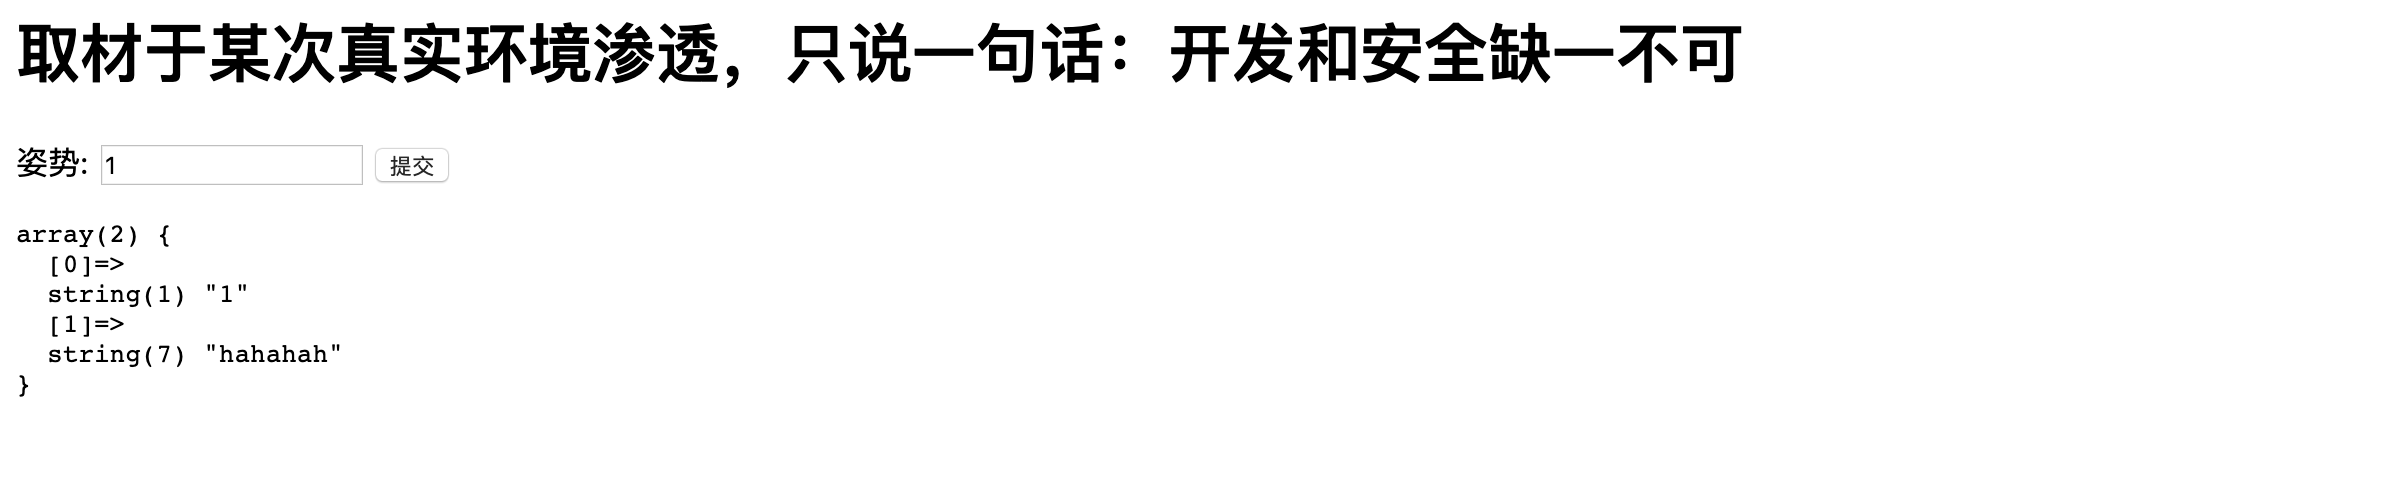 取材于某次真实环境渗透，只说一句话：开发和安全缺一不可
姿势: 1 提交
array(2) {
  [0]=>
  string(1) "1"
  [1]=>
  string(7) "hahahah"
}